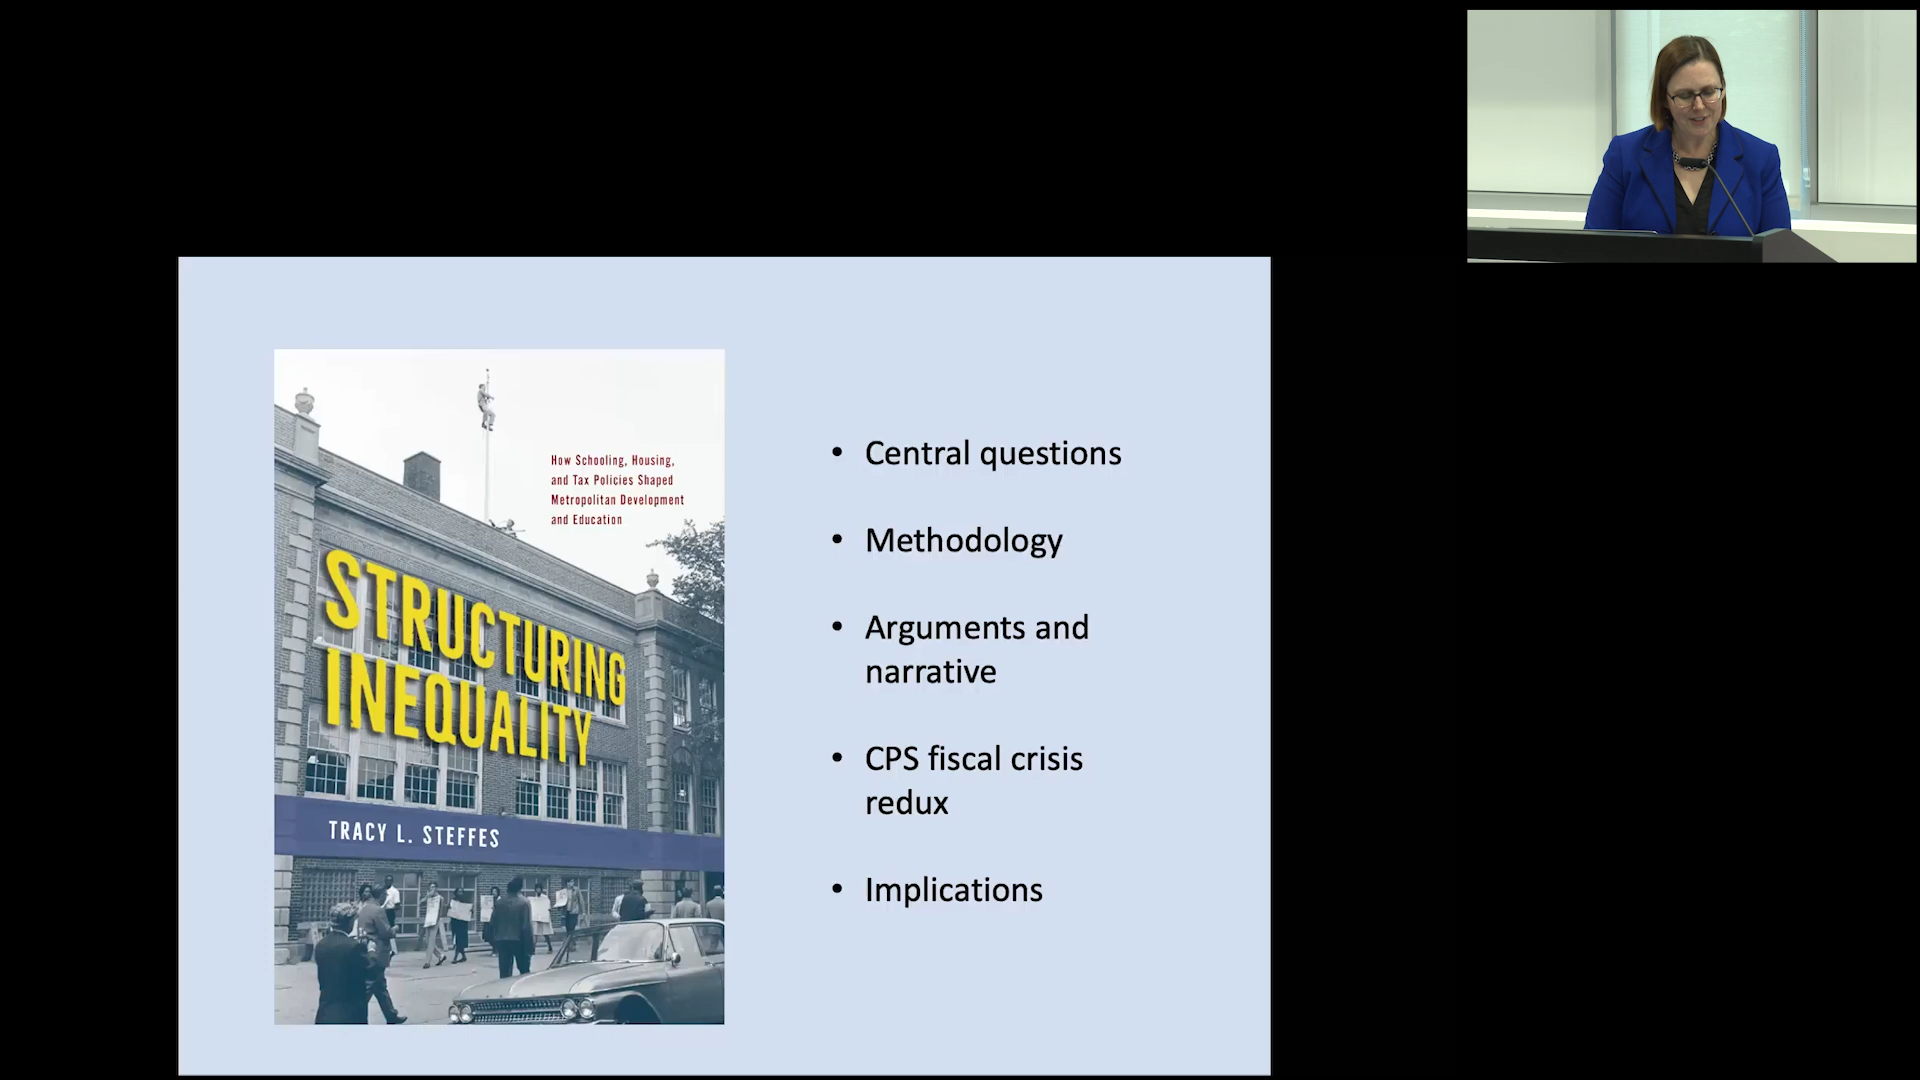 How Schooling, Housing,
and Tax Policies Shaped
Metropolitan Development
and Education
STRUCTURING
INEQUALITY
TRACY L. STEFFES
• Central questions
• Methodology
• Arguments and
narrative
• CPS fiscal crisis
redux
• Implications